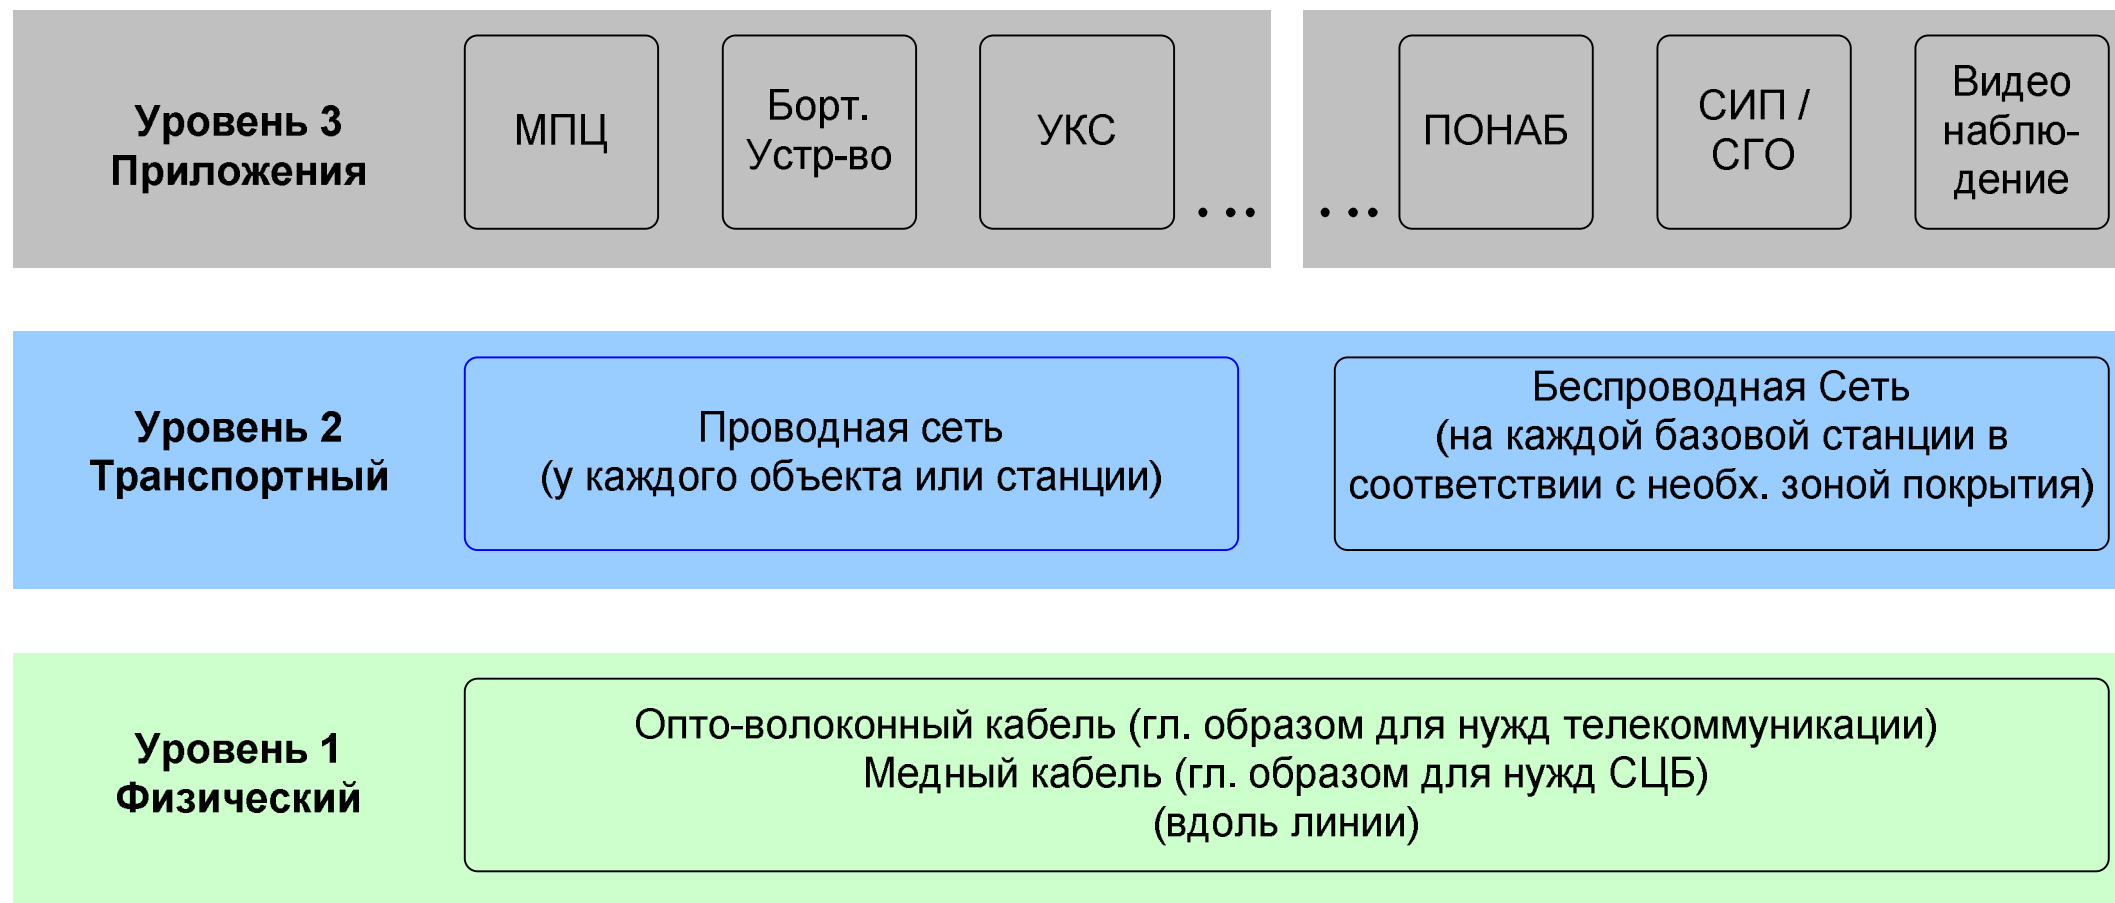 Уровень 3
Приложения
МПЦ
Борт.
Устр-во
УКС
...
...
ПОНАБ
СИП /
СГО
Видео
наблю-
дение
Уровень 2
Транспортный
Проводная сеть
(у каждого объекта или станции)
Беспроводная Сеть
(на каждой базовой станции в
соответствии с необх. зоной покрытия)
Уровень 1
Физический
Опто-волоконный кабель (гл. образом для нужд телекоммуникации)
Медный кабель (гл. образом для нужд СЦБ)
(вдоль линии)